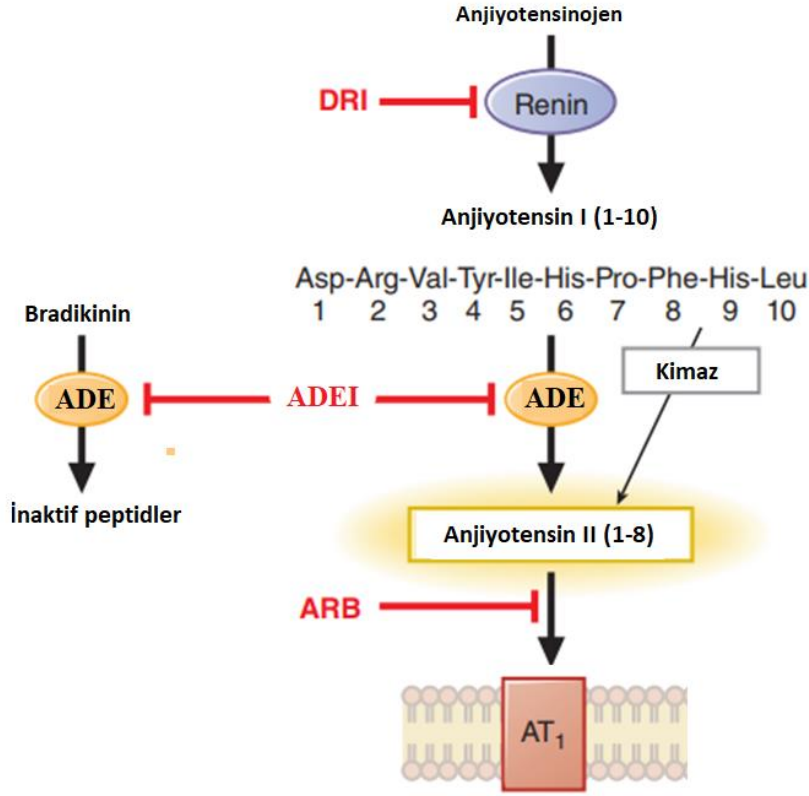 Anjiyotensinojen
DRI
Renin
Anjiyotensin I (1-10)
Asp-Arg-Val-Tyr-Ile-His-Pro-Phe-His-Leu
1 2 3 4 5 6 7 8 9 10
Bradikinin
Kimaz
ADE
ADEI
ADE
İnaktif peptidler
Anjiyotensin II (1-8)
ARB
AT1